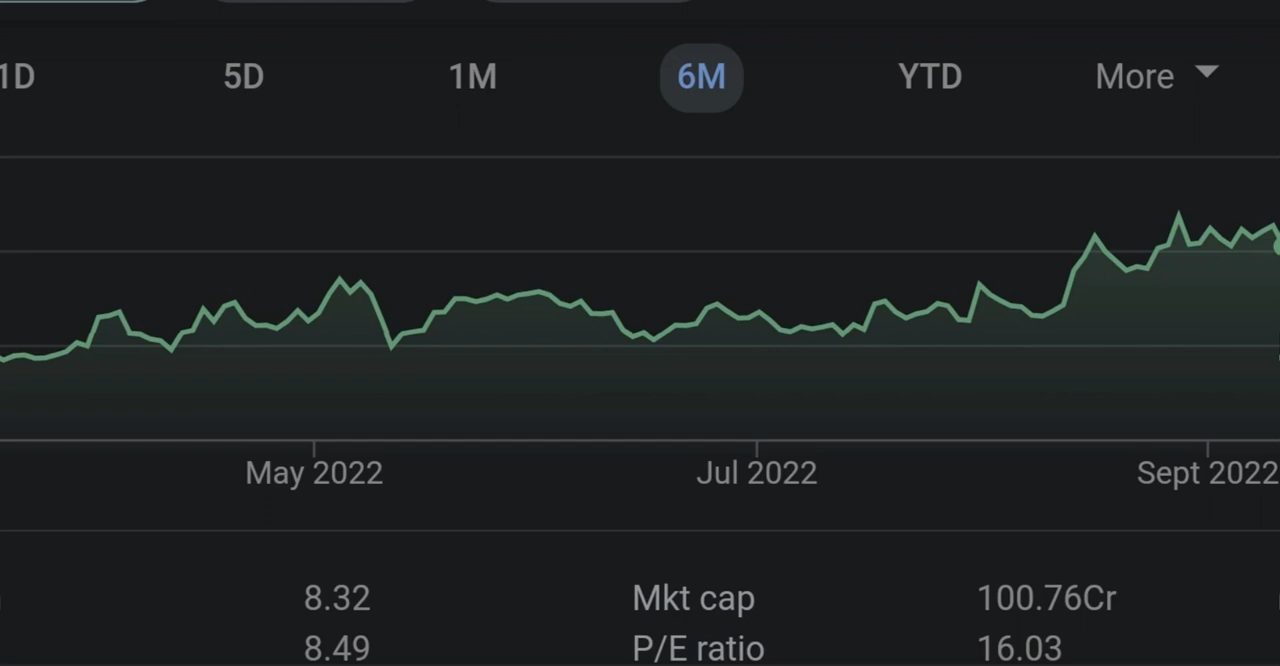 1D 5D 1M 6M YTD More
May 2022 Jul 2022 Sept 2022
8.32 Mkt cap 100.76Cr
8.49 P/E ratio 16.03